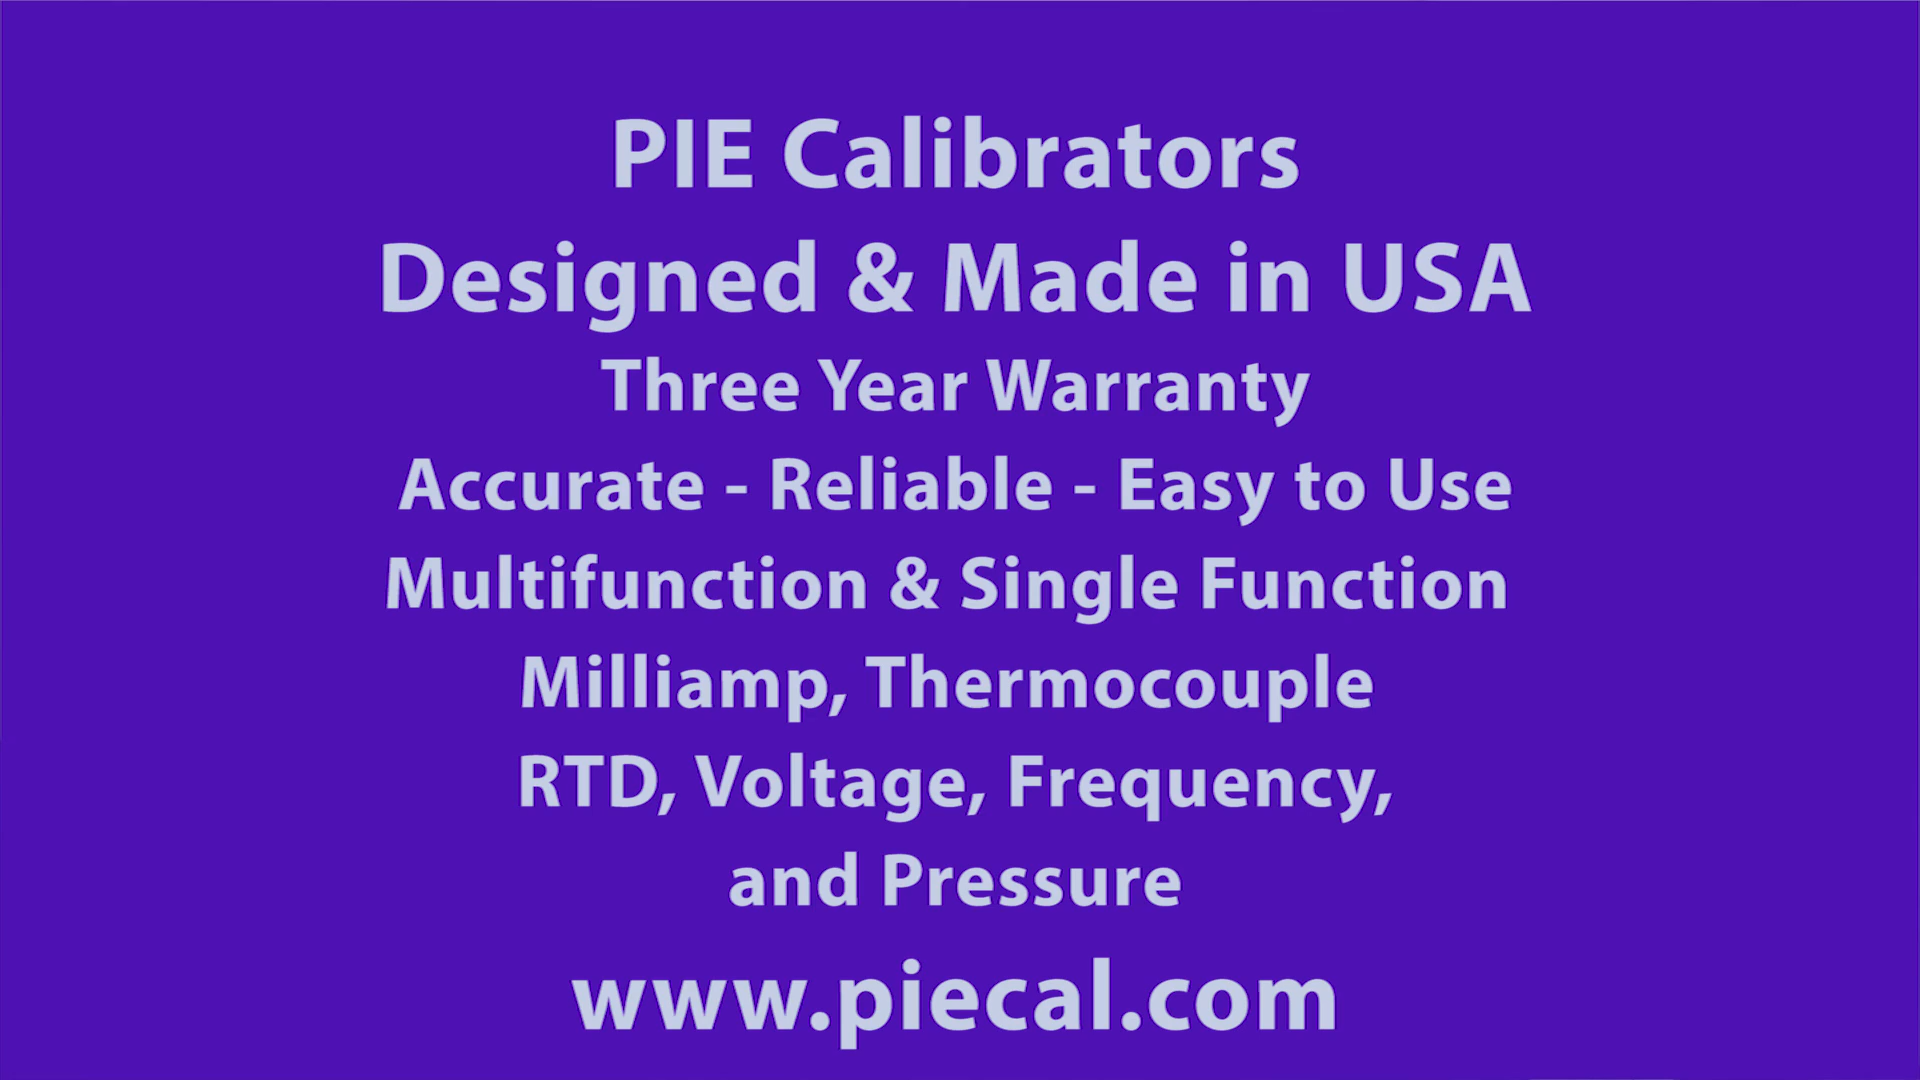 PIE Calibrators
Designed & Made in USA
Three Year Warranty
Accurate - Reliable - Easy to Use
Multifunction & Single Function
Milliamp, Thermocouple
RTD, Voltage, Frequency,
and Pressure
www.piecal.com